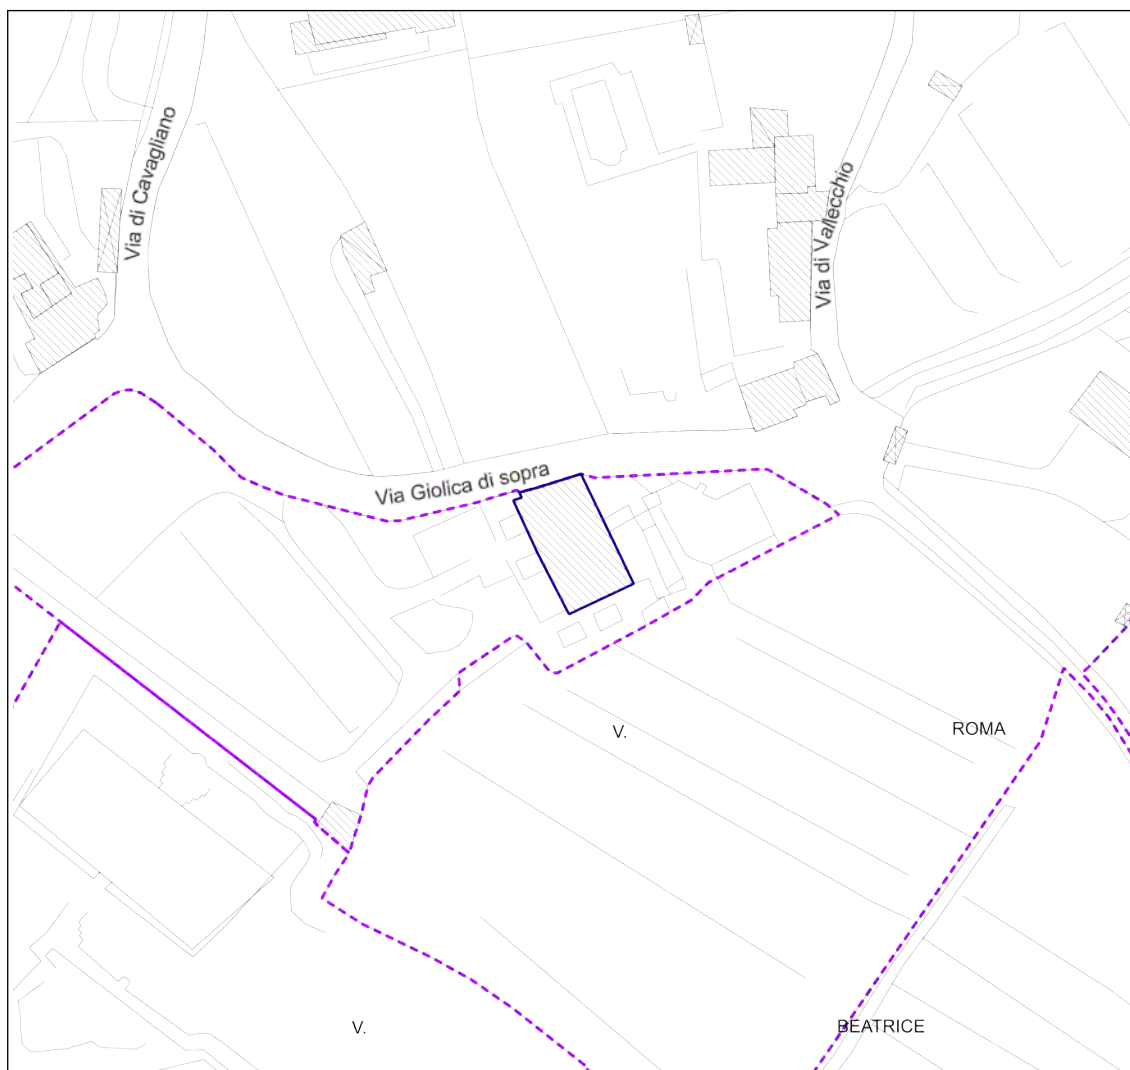 Via di Cavagliano
Via di Vallecchio
Via Giolica di sopra
V.
ROMA
V.
BEATRICE